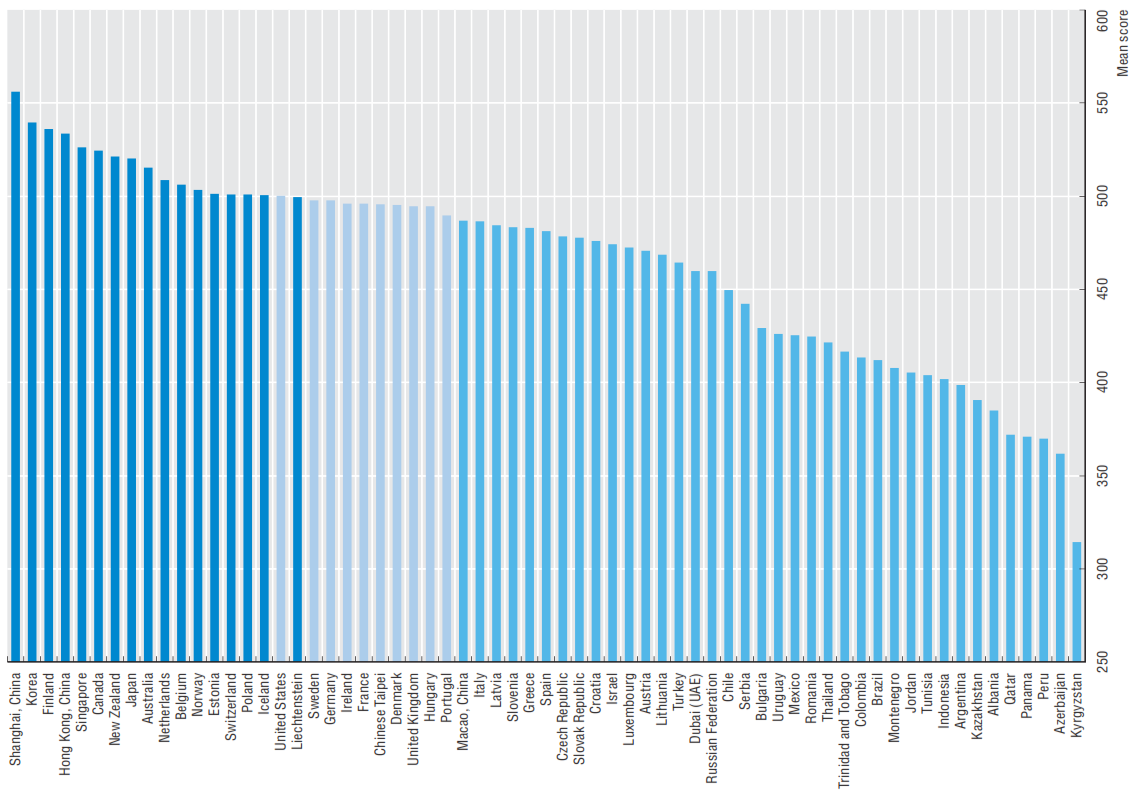 600
550
500
450
400
350
300
250
Mean score
Shanghai, China
Korea
Finland
Hong Kong, China
Singapore
Canada
New Zealand
Japan
Australia
Netherlands
Belgium
Norway
Estonia
Switzerland
Poland
Iceland
United States
Liechtenstein
Sweden
Germany
Ireland
France
Chinese Taipei
Denmark
United Kingdom
Hungary
Portugal
Macao, China
Italy
Latvia
Slovenia
Greece
Spain
Czech Republic
Slovak Republic
Croatia
Israel
Luxembourg
Austria
Lithuania
Turkey
Dubai (UAE)
Russian Federation
Chile
Serbia
Bulgaria
Uruguay
Mexico
Romania
Thailand
Trinidad and Tobago
Colombia
Brazil
Montenegro
Jordan
Tunisia
Indonesia
Argentina
Kazakhstan
Albania
Qatar
Panama
Peru
Azerbaijan
Kyrgyzstan